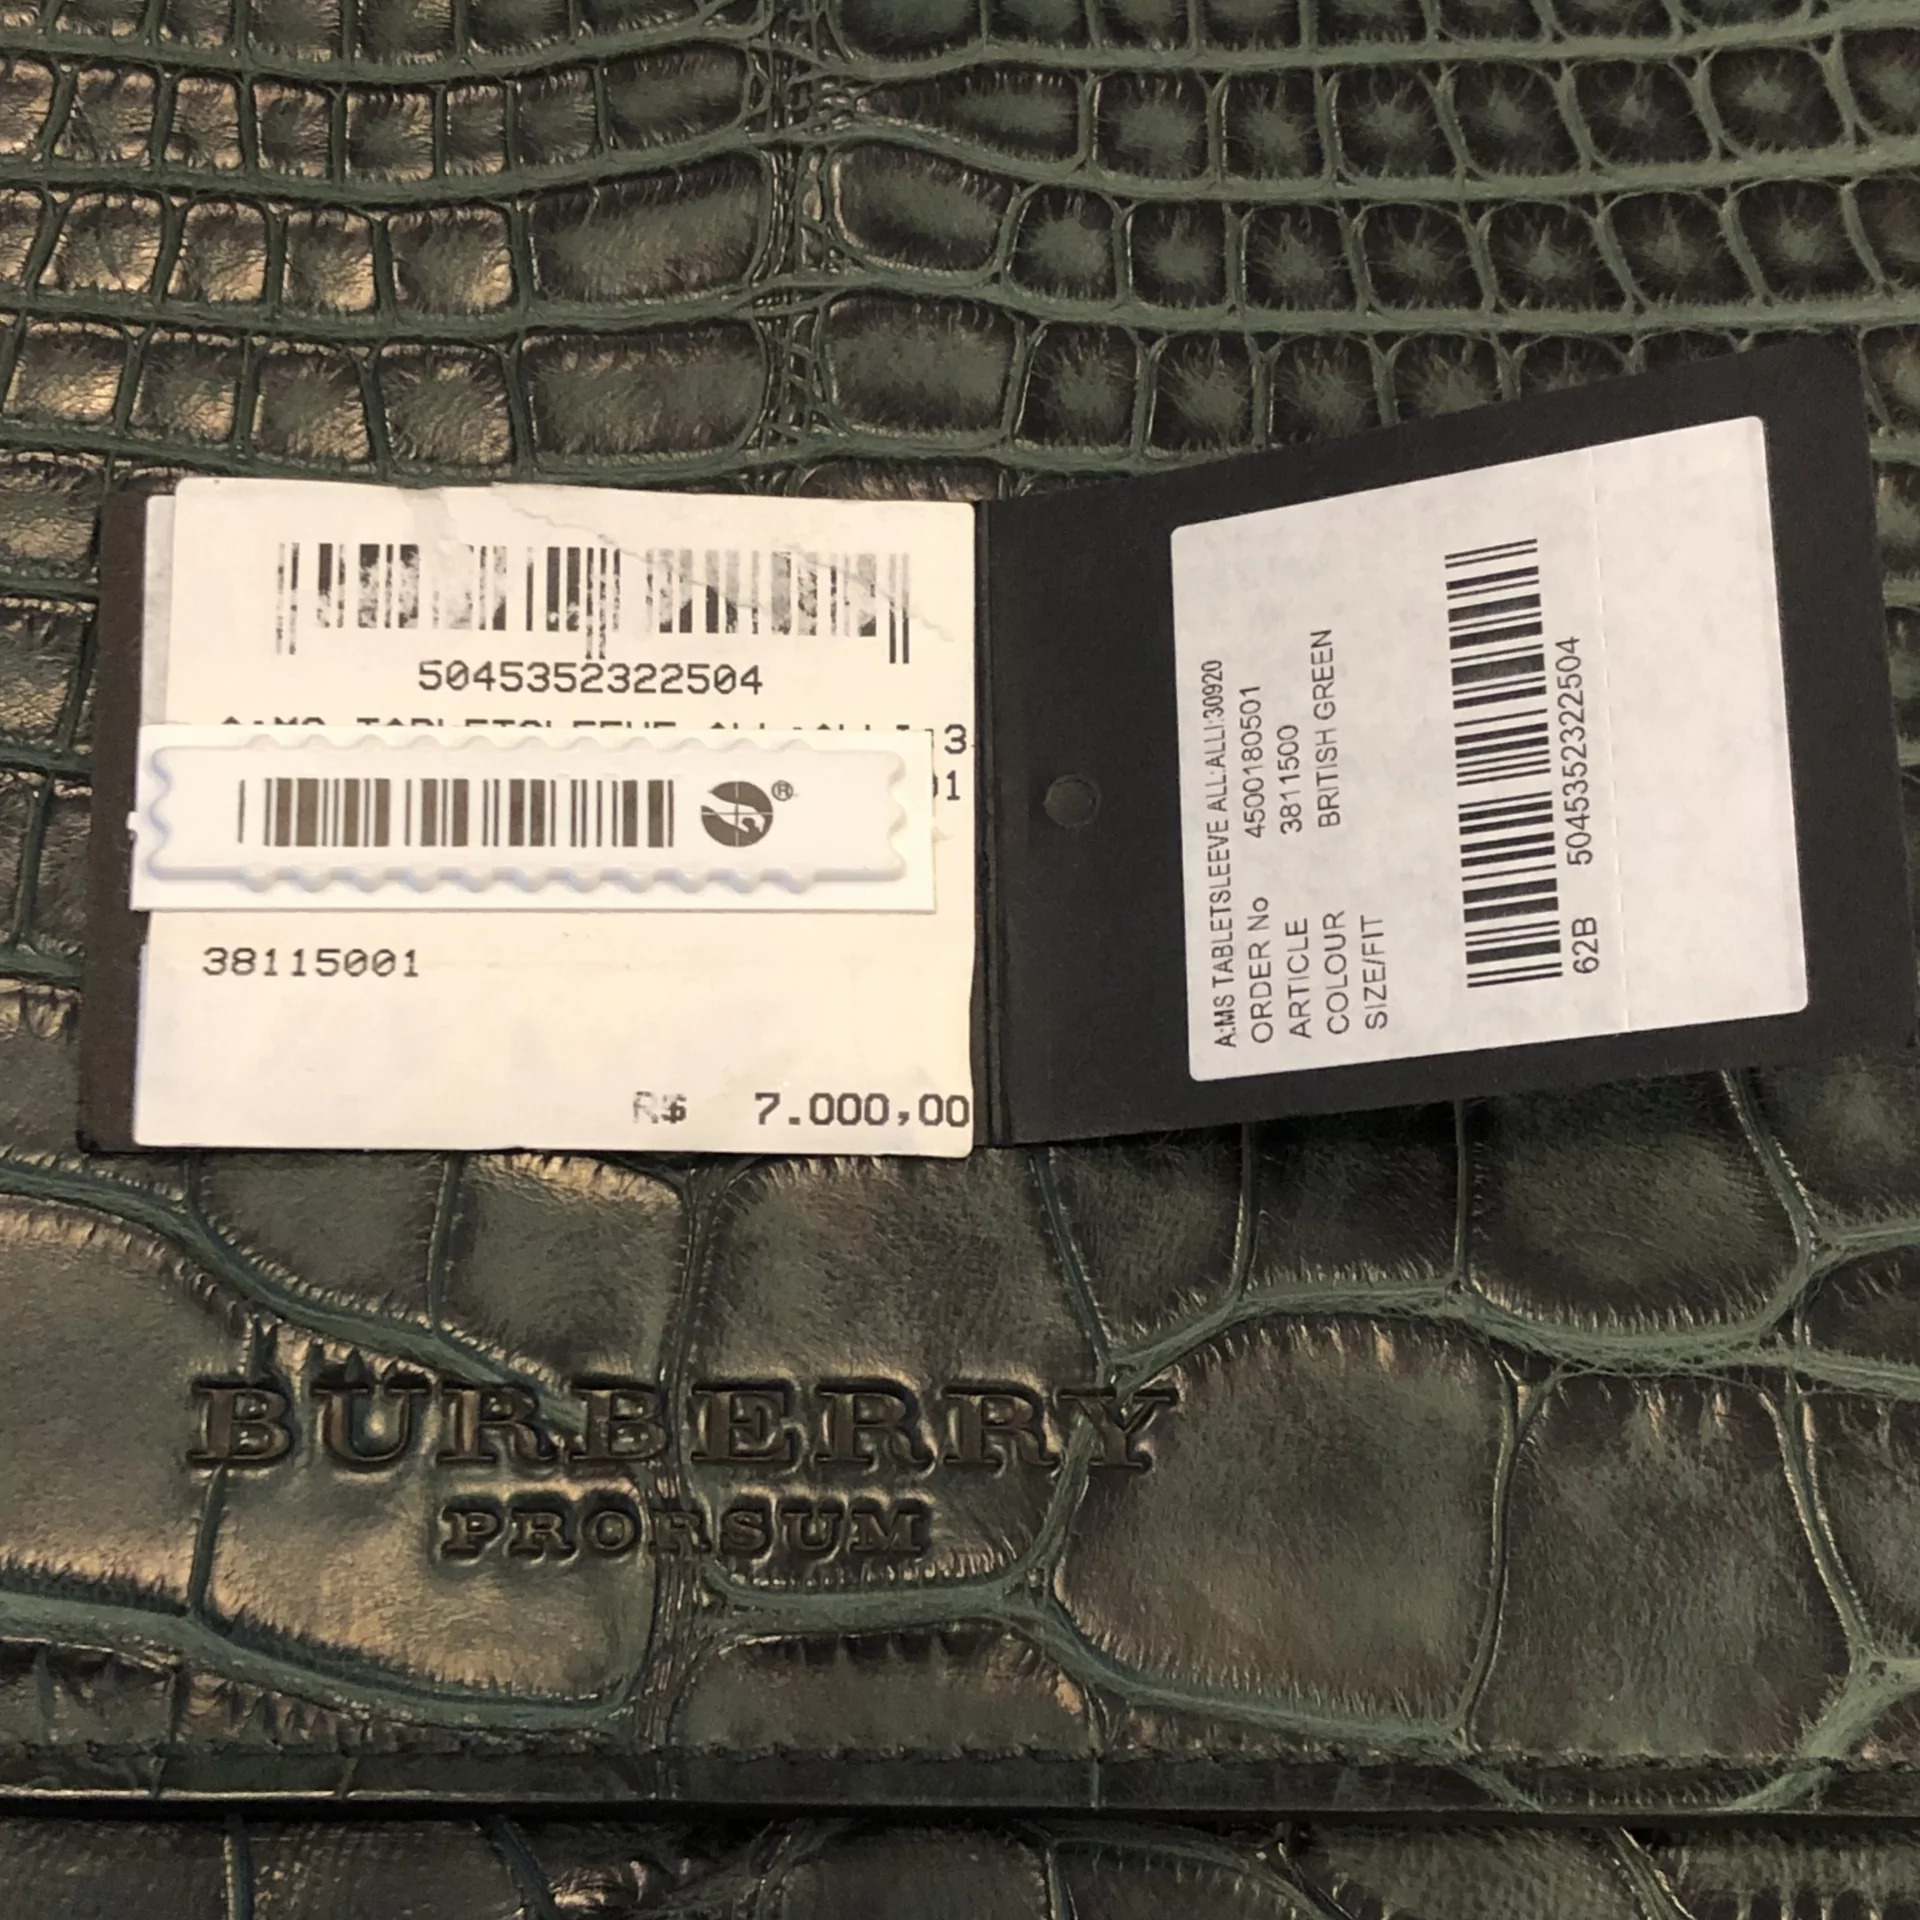 5045352322504
38115001
R$ 7.000,00
A:MS TABLETSLEEVE ALL:ALLI:30920
ORDER No 4500180501
ARTICLE 3811500
COLOUR BRITISH GREEN
SIZE/FIT
62B 5045352322504
BURBERRY
PRORSUM